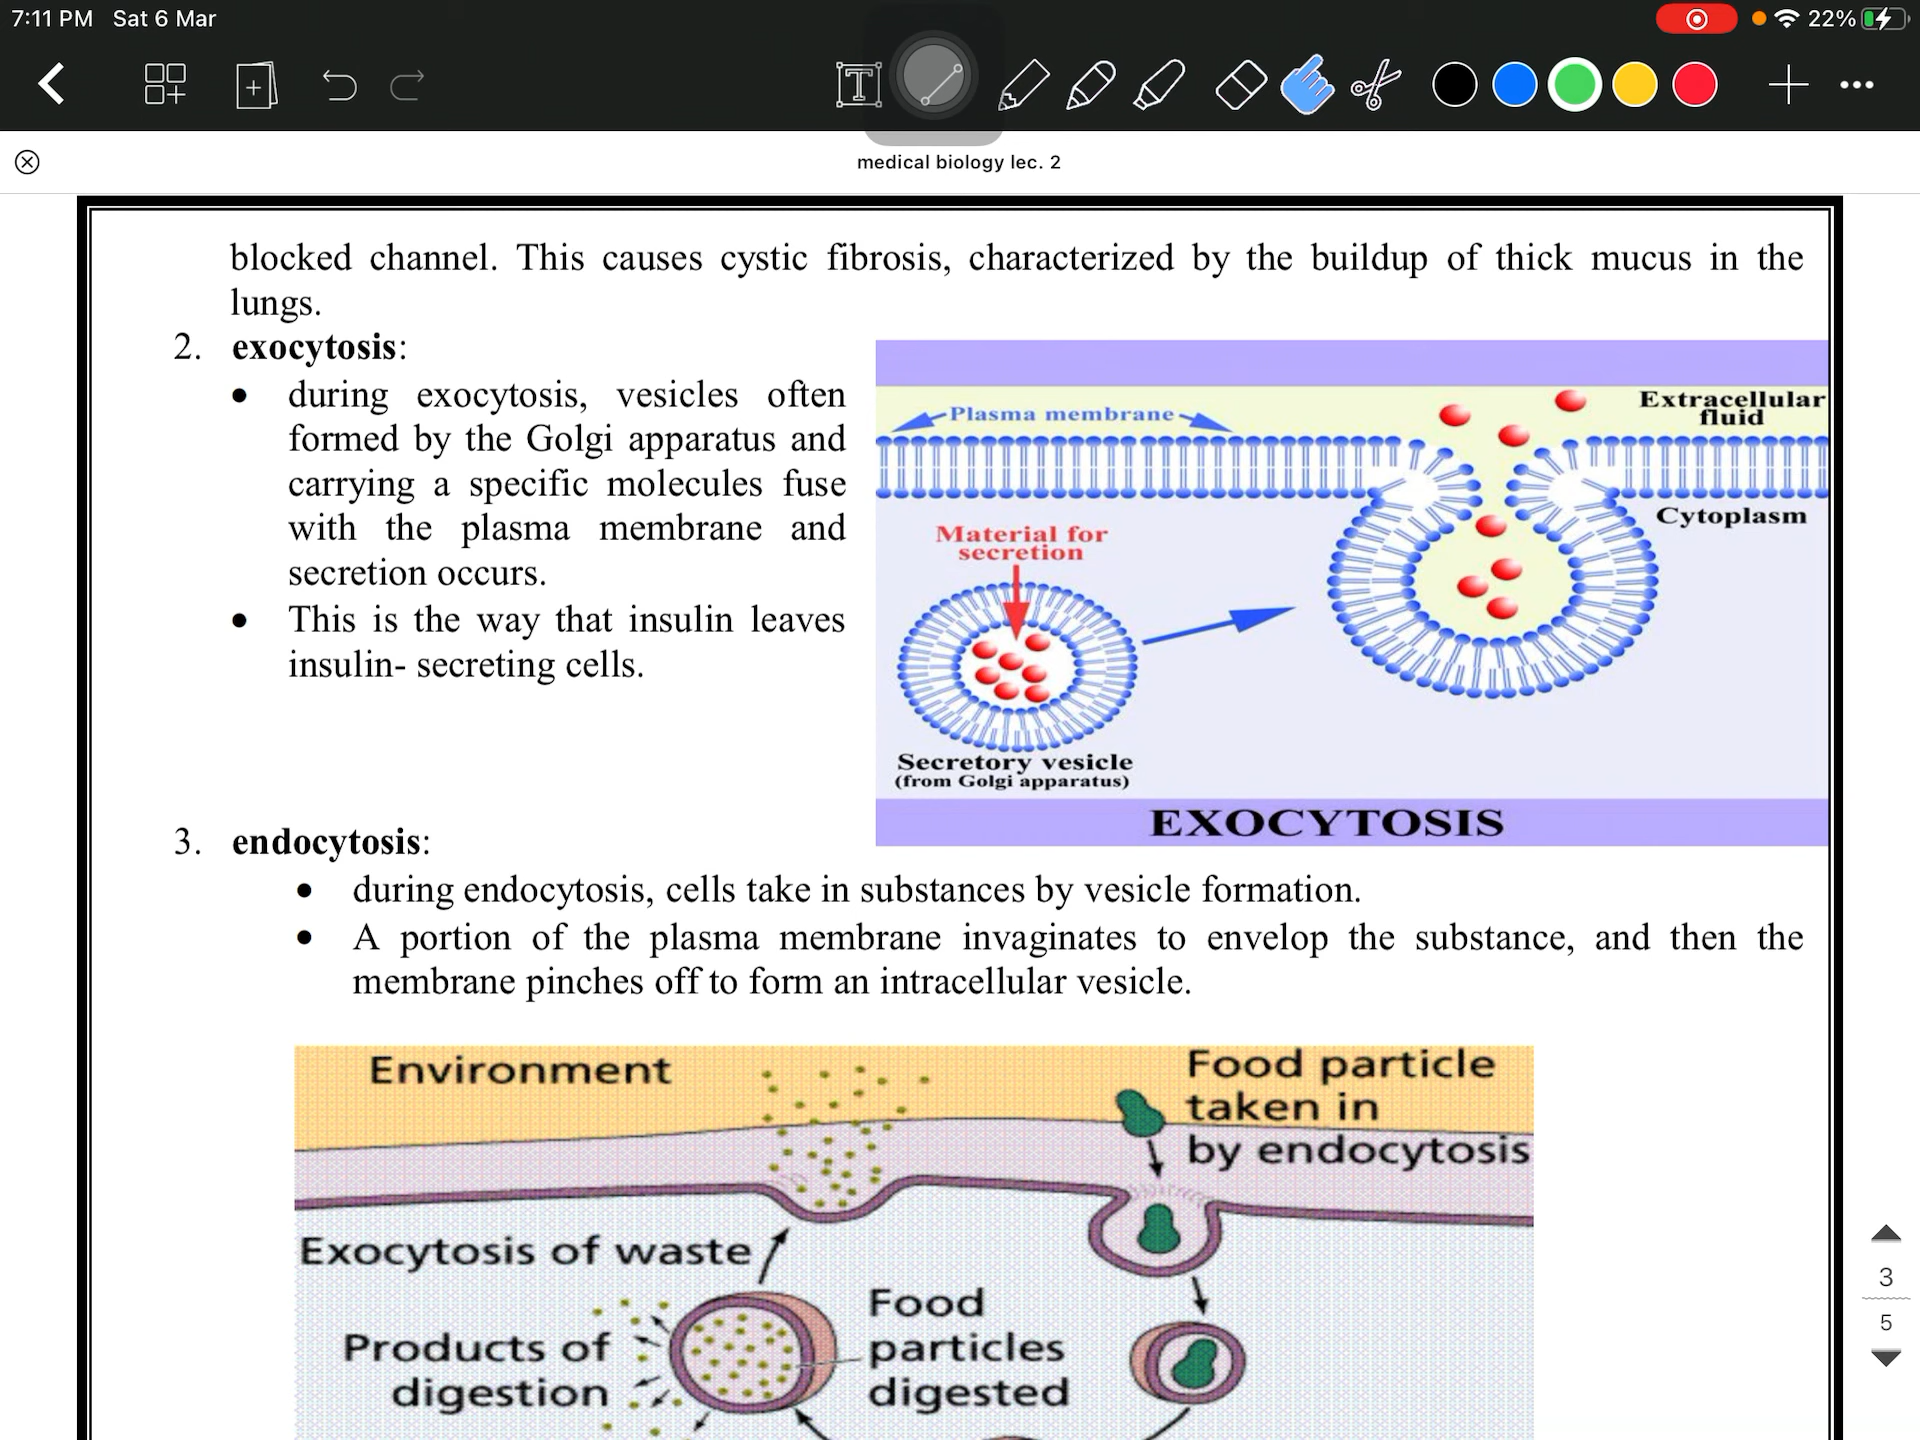 7:11 PM Sat 6 Mar
22%
T
medical biology lec. 2
blocked channel. This causes cystic fibrosis, characterized by the buildup of thick mucus in the
lungs.
2. exocytosis:
• during exocytosis, vesicles often
formed by the Golgi apparatus and
carrying a specific molecules fuse
with the plasma membrane and
secretion occurs.
• This is the way that insulin leaves
insulin- secreting cells.
Plasma membrane
Extracellular
fluid
Cytoplasm
Material for
secretion
Secretory vesicle
(from Golgi apparatus)
EXOCYTOSIS
3. endocytosis:
• during endocytosis, cells take in substances by vesicle formation.
• A portion of the plasma membrane invaginates to envelop the substance, and then the
membrane pinches off to form an intracellular vesicle.
Environment
Food particle
taken in
by endocytosis
Exocytosis of waste
Food
particles
digested
Products of
digestion
3
5